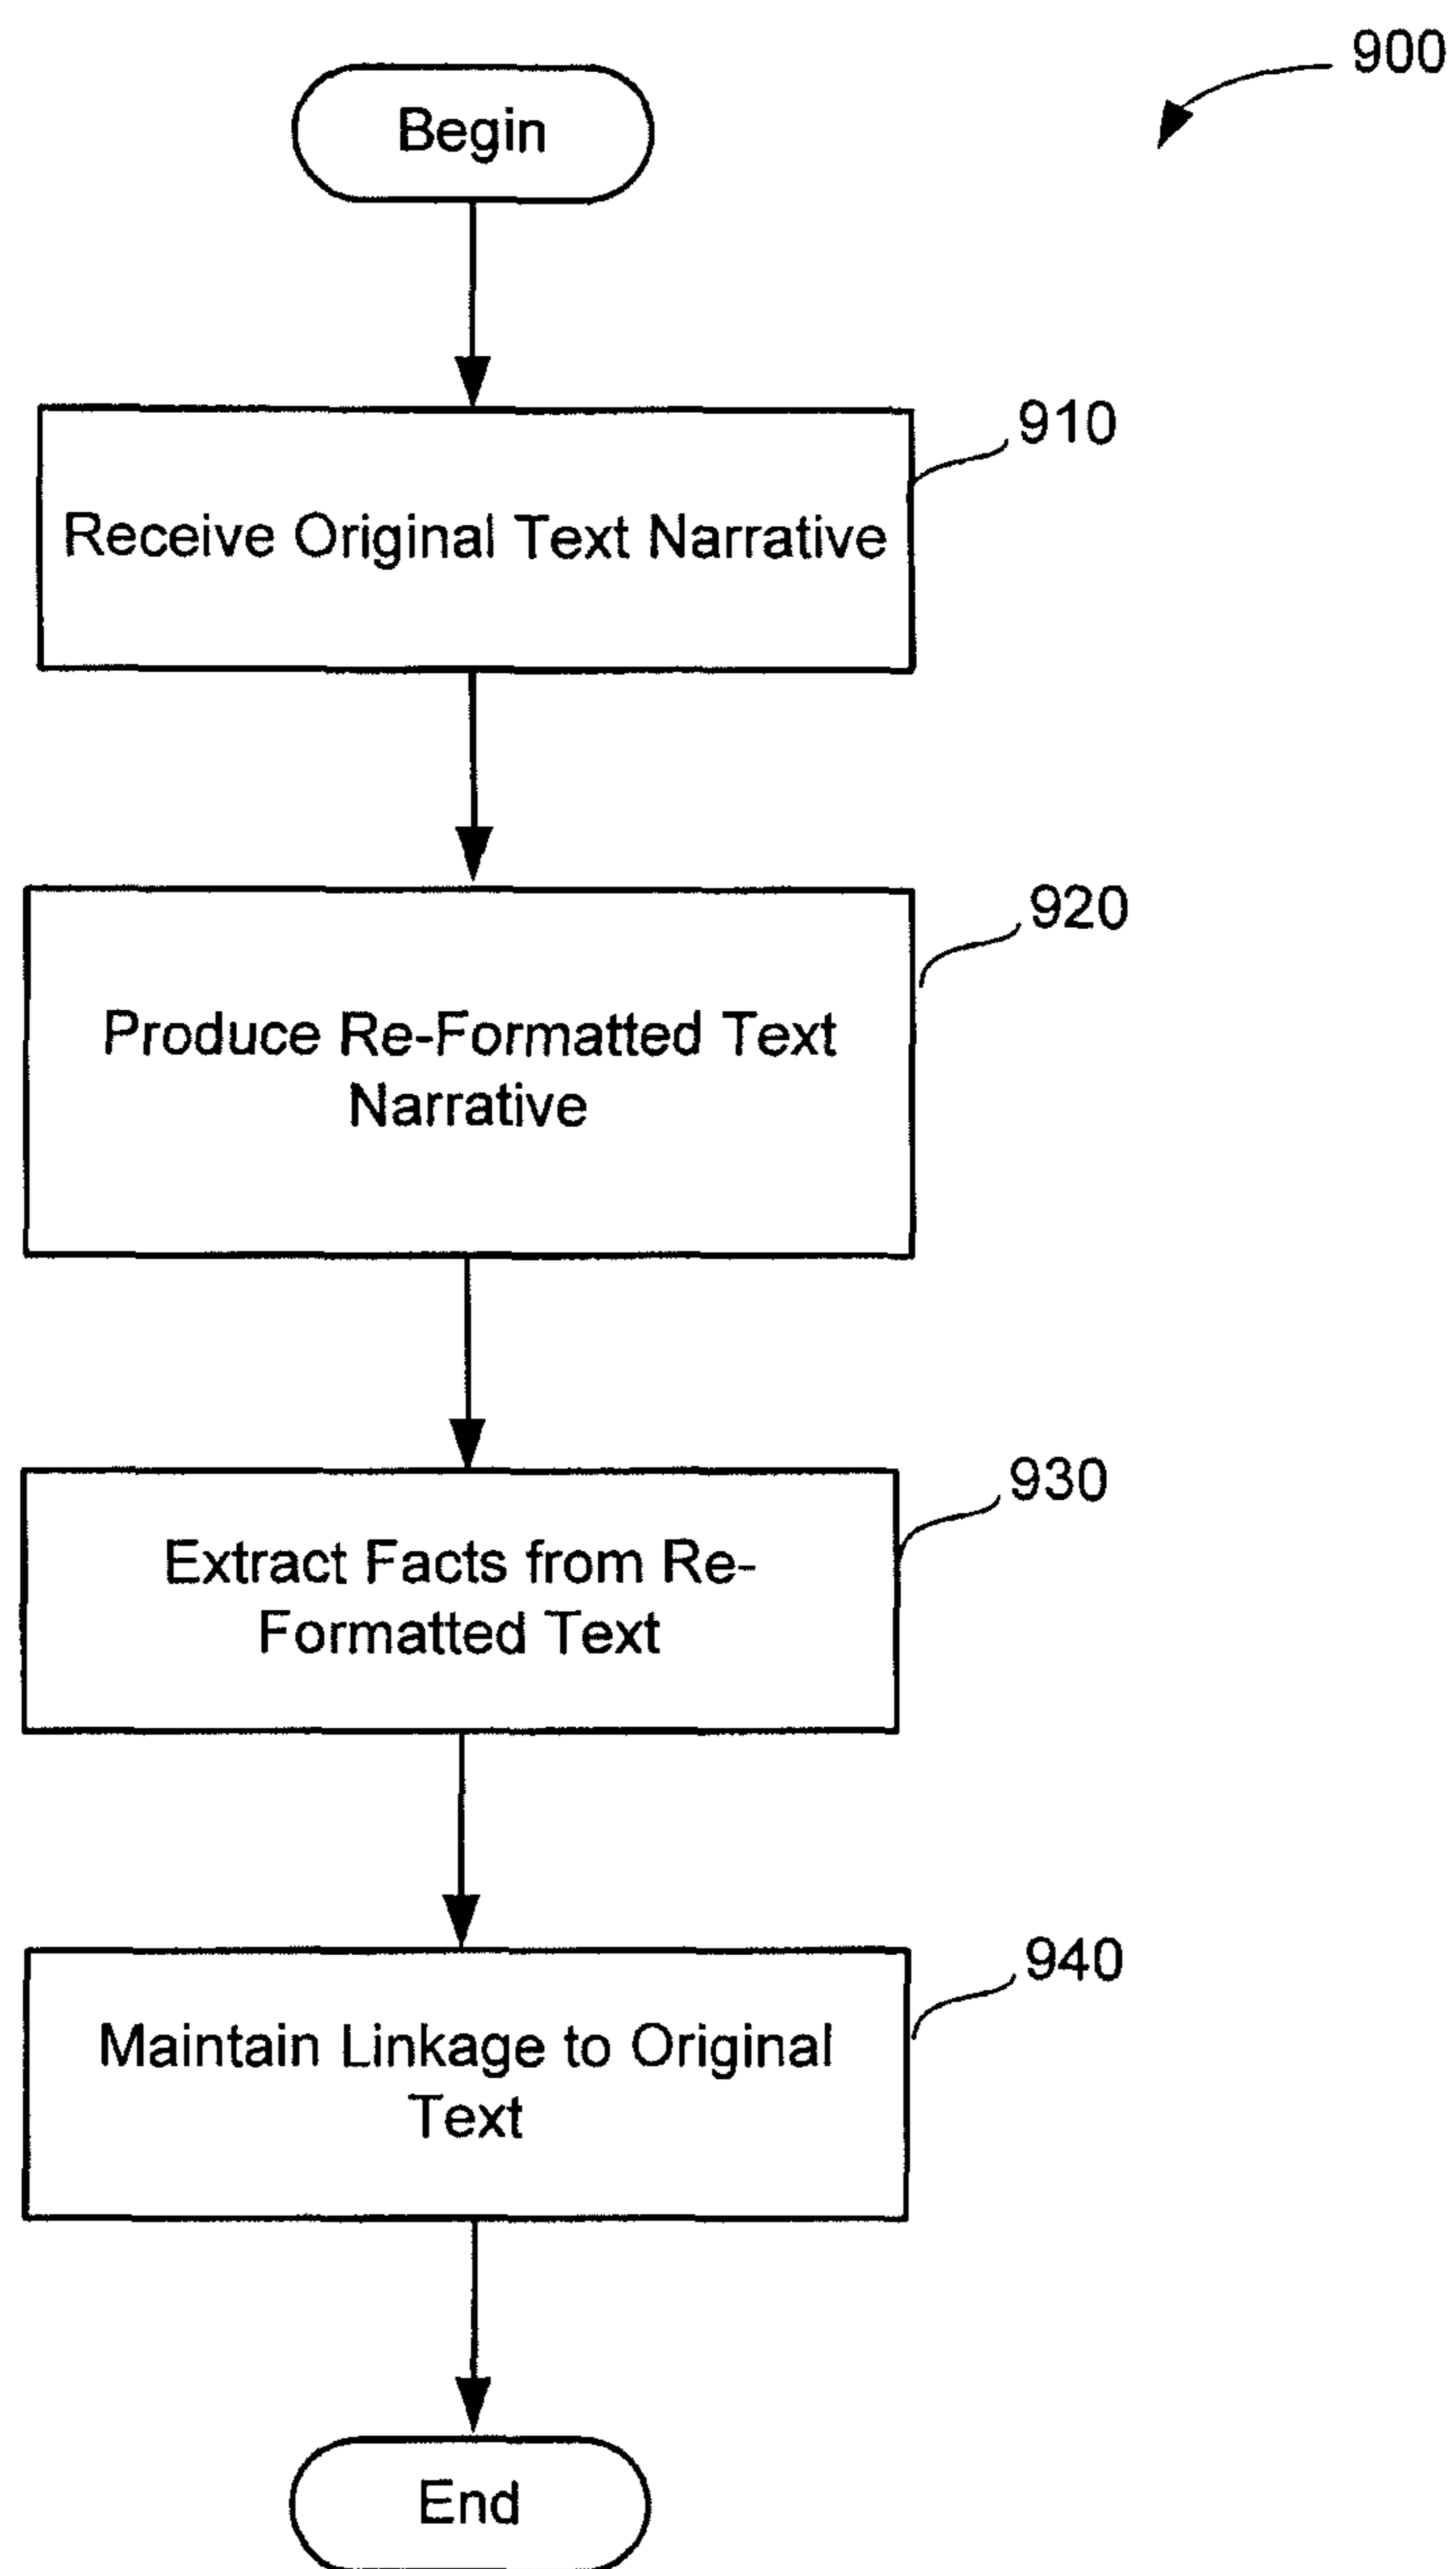 900
Begin
910
Receive Original Text Narrative
920
Produce Re-Formatted Text
Narrative
930
Extract Facts from Re-
Formatted Text
940
Maintain Linkage to Original
Text
End